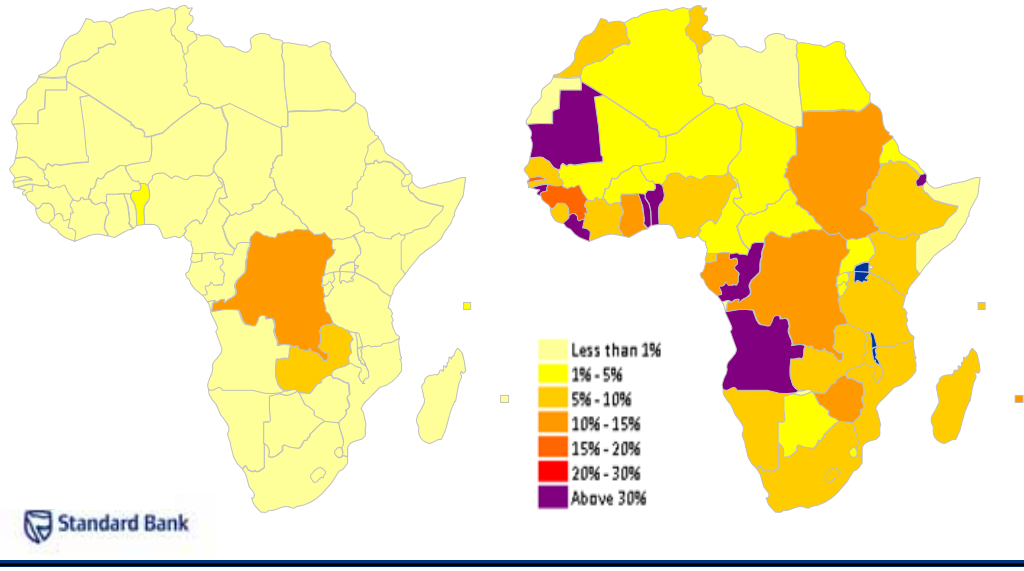 Less than 1%
1% - 5%
5% - 10%
10% - 15%
15% - 20%
20% - 30%
Above 30%
Standard Bank